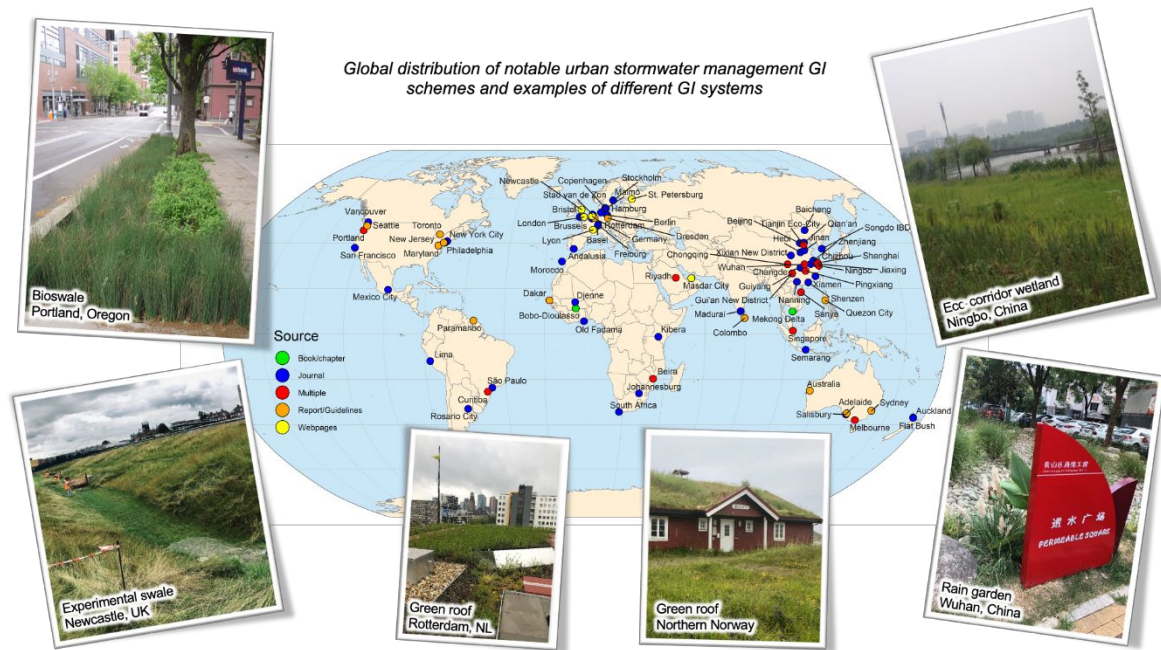 Global distribution of notable urban stormwater management GI
schemes and examples of different GI systems
Bioswale
Portland, Oregon
Eco corridor wetland
Ningbo, China
Newcastle
Copenhagen
Stockholm
Stad van de Zon
Malmö
St. Petersburg
Bristol
Hamburg
London
Rotterdam
Berlin
Brussels
Dresden
Lyon
Basel
Germany
Freiburg
Andalusia
Morocco
Vancouver
Seattle
Toronto
Portland
New Jersey
New York City
Maryland
Philadelphia
San Francisco
Mexico City
Paramaribo
Lima
São Paulo
Curitiba
Rosario City
Dakar
Djenne
Bobo-Dioulasso
Old Fadama
Kibera
Beira
Johannesburg
South Africa
Riyadh
Masdar City
Baichang
Beijing
Tianjin Eco-City
Qian'an
Songdo IBD
Hebi
Jinan
Zhenjiang
Xixian New District
Chizhou
Shanghai
Chongqing
Wuhan
Changde
Ningbo
Jiaxing
Guiyang
Xiamen
Pingxiang
Gui'an New District
Nanning
Shenzen
Madurai
Mekong Delta
Sanya
Quezon City
Colombo
Singapore
Semarang
Australia
Adelaide
Sydney
Salisbury
Melbourne
Auckland
Flat Bush
Source
Book/chapter
Journal
Multiple
Report/Guidelines
Webpages
Experimental swale
Newcastle, UK
Green roof
Rotterdam, NL
Green roof
Northern Norway
透水广场
PERMEABLE SQUARE
Rain garden
Wuhan, China